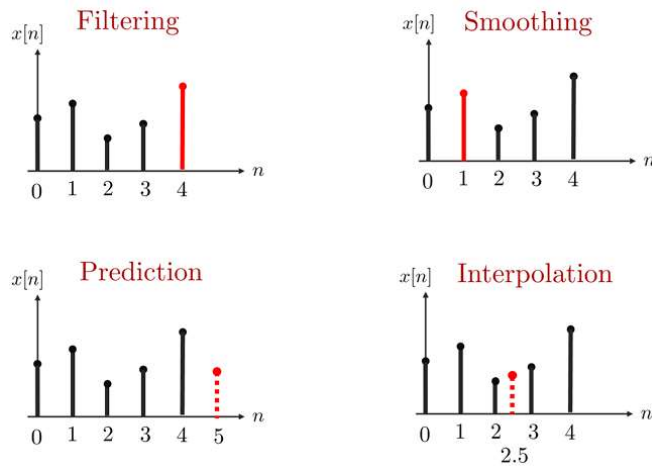 Filtering
x[n]
n
0 1 2 3 4
Smoothing
x[n]
n
0 1 2 3 4
Prediction
x[n]
n
0 1 2 3 4 5
Interpolation
x[n]
n
0 1 2 3 4
2.5